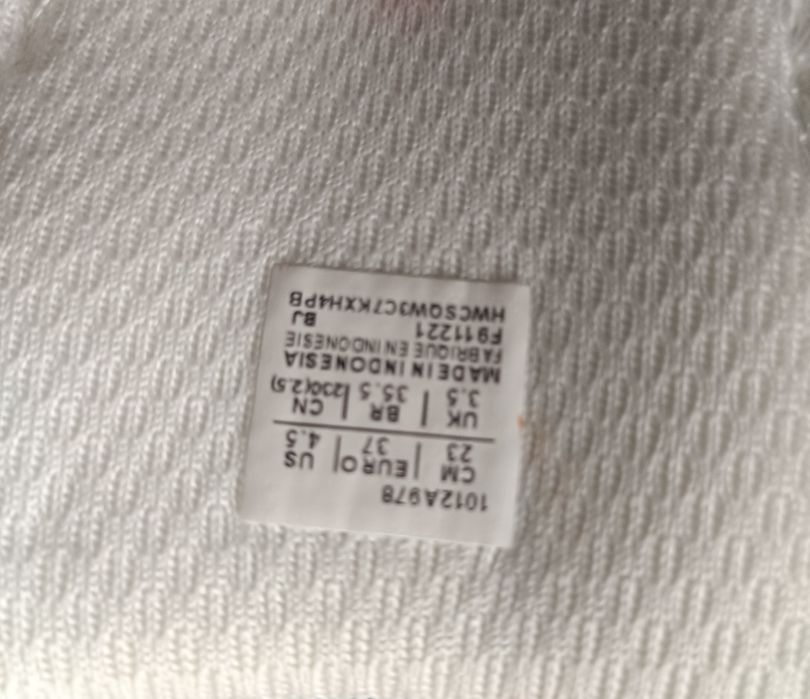 1012A978
CM | EURO | US
23 37 4.5
UK | BR | CN
3.5 35.5 230(2.5)
MADE IN INDONESIA
FABRIQUE EN INDONESIE
F911221 BJ
HWCSQW3C7KXH4PB